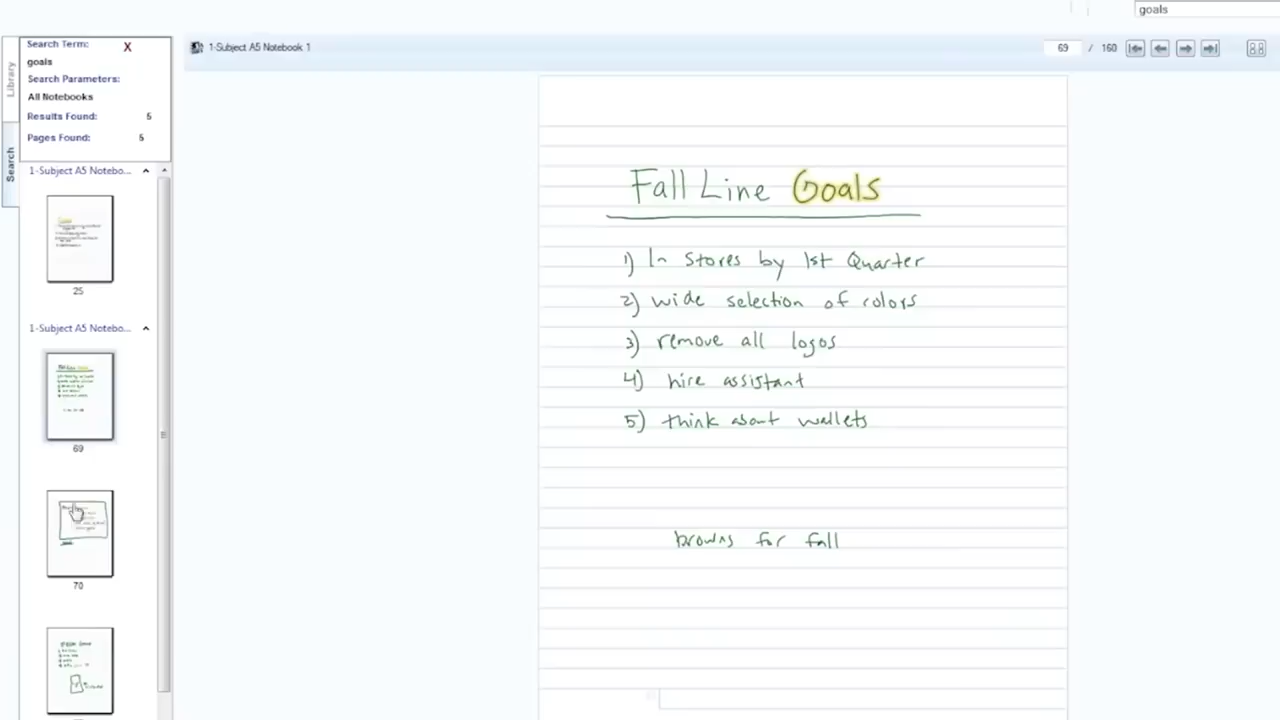 goals
Library
Search
Search Term:
X
goals
Search Parameters:
All Notebooks
Results Found: 5
Pages Found: 5
1-Subject A5 Notebo...
25
1-Subject A5 Notebo...
69
70
1-Subject A5 Notebook 1
69 / 160
Fall Line Goals
1) In stores by 1st Quarter
2) wide selection of colors
3) remove all logos
4) hire assistant
5) think about wallets
browns for fall